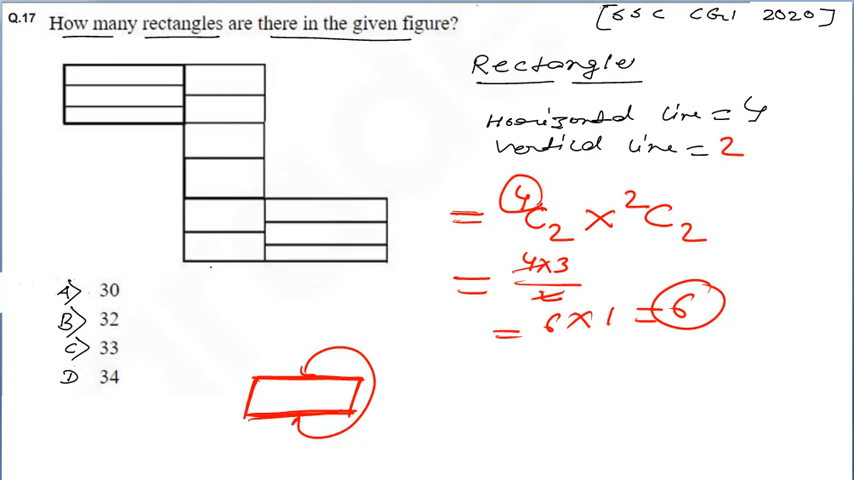 Q.17 How many rectangles are there in the given figure?
[SSC CGL 2020]
Rectangle
Horizontal line = 4
Vertical line = 2
= 4C2 × 2C2
= 4×3
2
= 6 × 1 = 6
A) 30
B) 32
C) 33
D 34